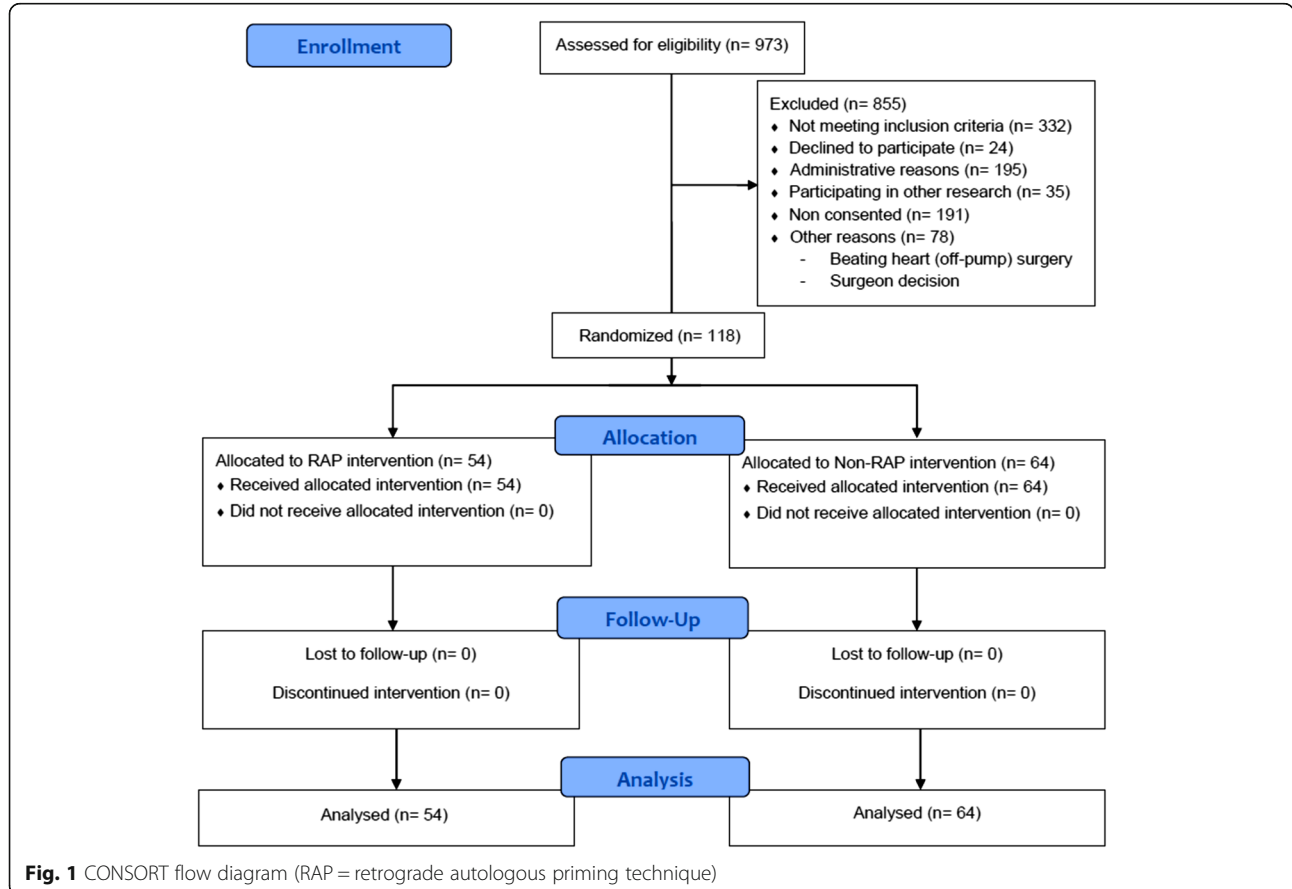 Enrollment
Assessed for eligibility (n= 973)
Excluded (n= 855)
♦ Not meeting inclusion criteria (n= 332)
♦ Declined to participate (n= 24)
♦ Administrative reasons (n= 195)
♦ Participating in other research (n= 35)
♦ Non consented (n= 191)
♦ Other reasons (n= 78)
- Beating heart (off-pump) surgery
- Surgeon decision
Randomized (n= 118)
Allocation
Allocated to RAP intervention (n= 54)
♦ Received allocated intervention (n= 54)
♦ Did not receive allocated intervention (n= 0)
Allocated to Non-RAP intervention (n= 64)
♦ Received allocated intervention (n= 64)
♦ Did not receive allocated intervention (n= 0)
Follow-Up
Lost to follow-up (n= 0)
Discontinued intervention (n= 0)
Lost to follow-up (n= 0)
Discontinued intervention (n= 0)
Analysis
Analysed (n= 54)
Analysed (n= 64)
Fig. 1 CONSORT flow diagram (RAP = retrograde autologous priming technique)